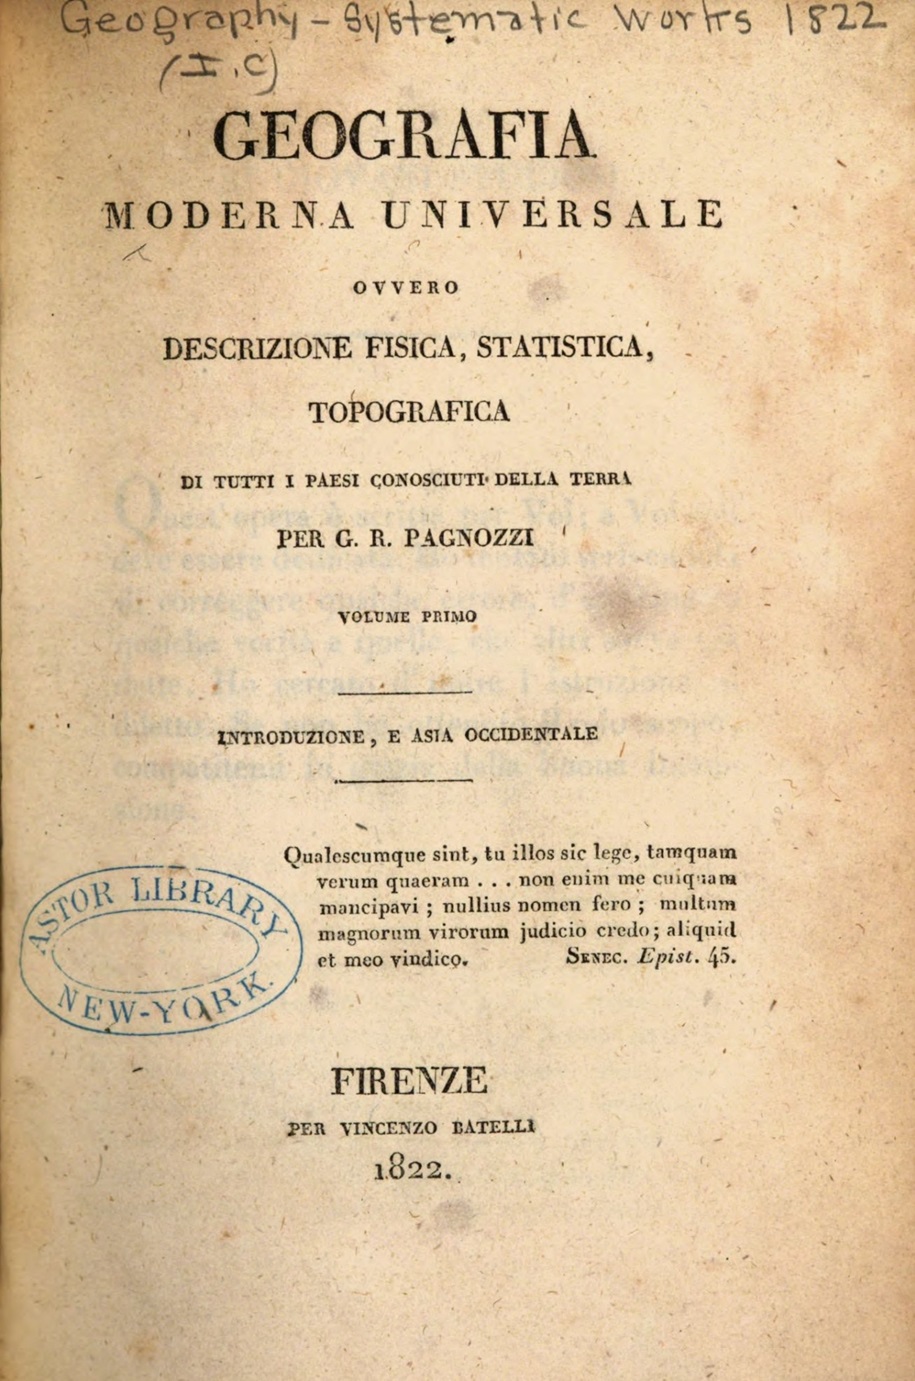 Geography - Systematic Works 1822
(I.C)
GEOGRAFIA
MODERNA UNIVERSALE
OVVERO
DESCRIZIONE FISICA, STATISTICA,
TOPOGRAFICA
DI TUTTI I PAESI CONOSCIUTI DELLA TERRA
PER G. R. PAGNOZZI
VOLUME PRIMO
INTRODUZIONE, E ASIA OCCIDENTALE
Qualescumque sint, tu illos sic lege, tamquam
verum quaeram . . . non enim me cuiquam
mancipavi ; nullius nomen fero ; multum
magnorum virorum judicio credo ; aliquid
et meo vindico. SENEC. Epist. 45.
ASTOR LIBRARY
NEW-YORK.
FIRENZE
PER VINCENZO BATELLI
1822.